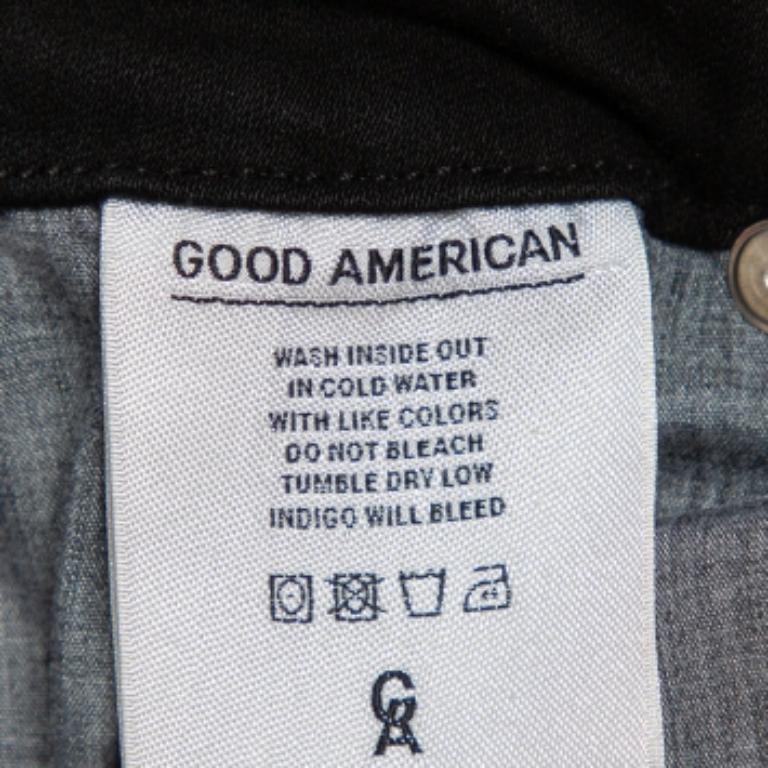 GOOD AMERICAN
WASH INSIDE OUT
IN COLD WATER
WITH LIKE COLORS
DO NOT BLEACH
TUMBLE DRY LOW
INDIGO WILL BLEED
GA